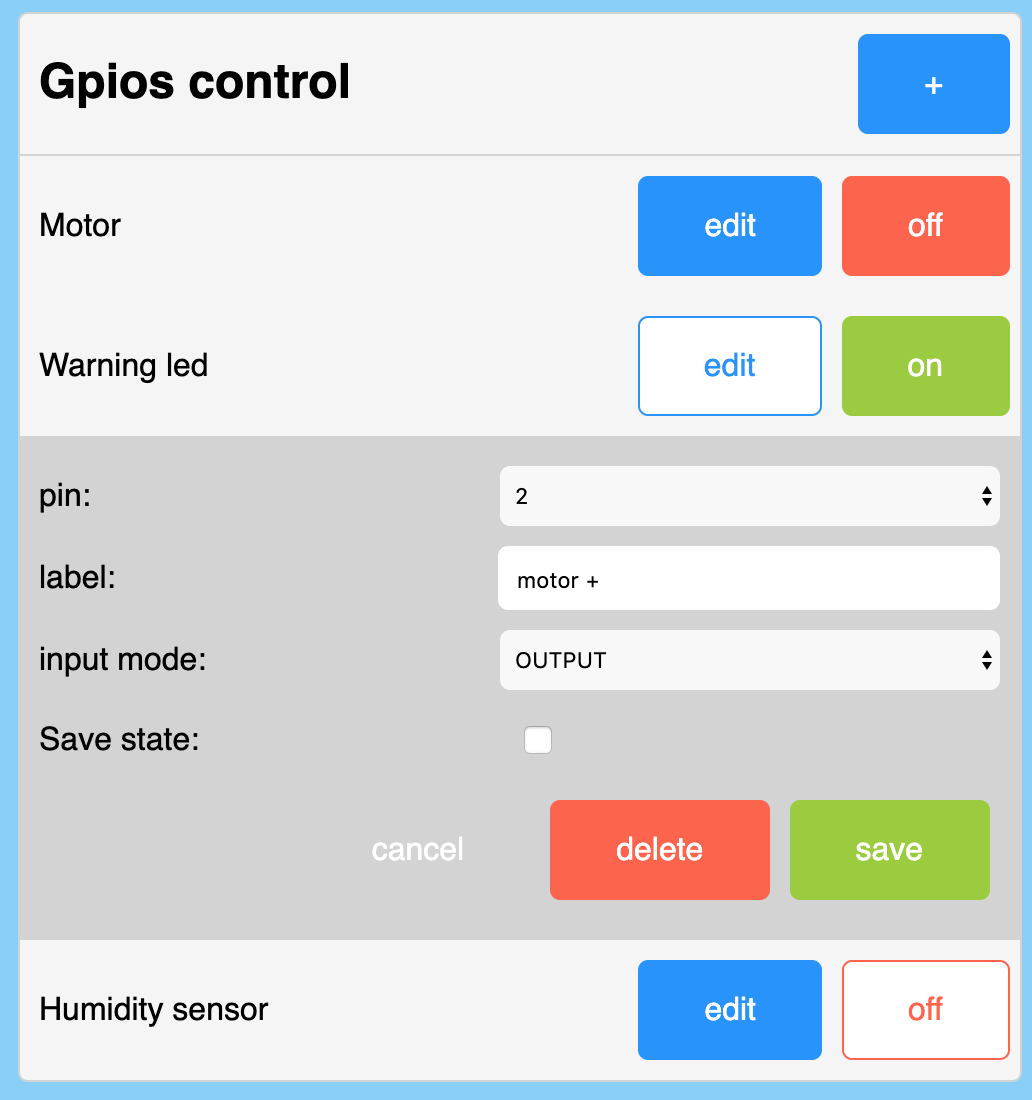 Gpios control +
Motor edit off
Warning led edit on
pin: 2
label: motor +
input mode: OUTPUT
Save state:
cancel delete save
Humidity sensor edit off